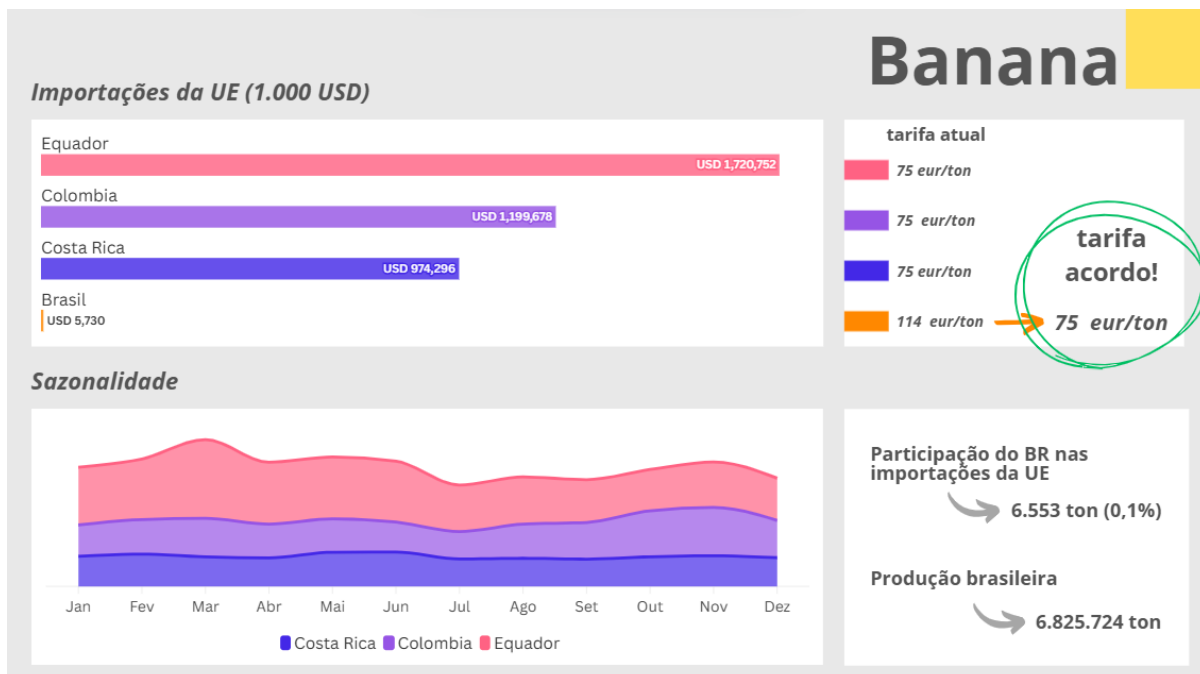 Banana
Importações da UE (1.000 USD)
Equador
USD 1,720,752
Colombia
USD 1,199,678
Costa Rica
USD 974,296
Brasil
USD 5,730
tarifa atual
75 eur/ton
75 eur/ton
75 eur/ton
114 eur/ton
tarifa
acordo!
75 eur/ton
Sazonalidade
Jan Fev Mar Abr Mai Jun Jul Ago Set Out Nov Dez
Costa Rica Colombia Equador
Participação do BR nas
importações da UE
6.553 ton (0,1%)
Produção brasileira
6.825.724 ton